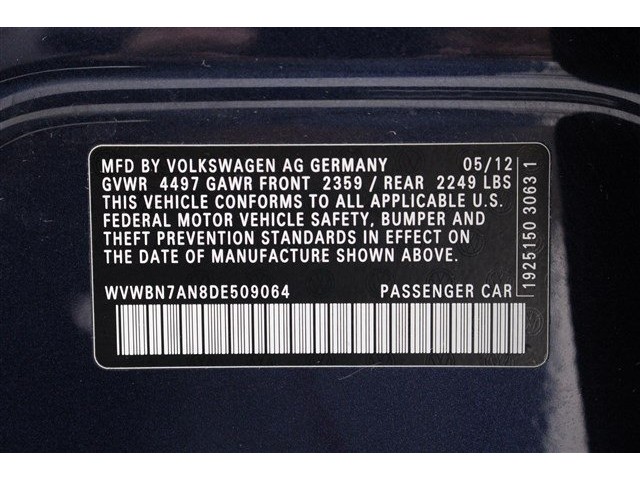 MFD BY VOLKSWAGEN AG GERMANY 05/12
GVWR 4497 GAWR FRONT 2359 / REAR 2249 LBS
THIS VEHICLE CONFORMS TO ALL APPLICABLE U.S.
FEDERAL MOTOR VEHICLE SAFETY, BUMPER AND
THEFT PREVENTION STANDARDS IN EFFECT ON
THE DATE OF MANUFACTURE SHOWN ABOVE.
WVWBN7AN8DE509064 PASSENGER CAR
1925150 30631